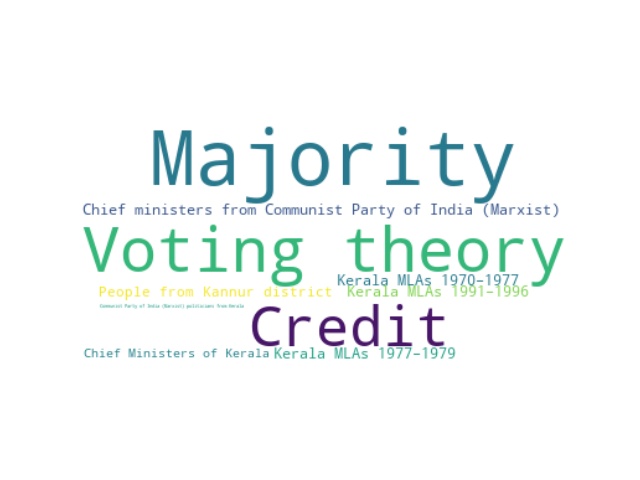 Majority
Chief ministers from Communist Party of India (Marxist)
Voting theory
Kerala MLAs 1970–1977
People from Kannur district
Kerala MLAs 1991–1996
Communist Party of India (Marxist) politicians from Kerala
Credit
Chief Ministers of Kerala
Kerala MLAs 1977–1979